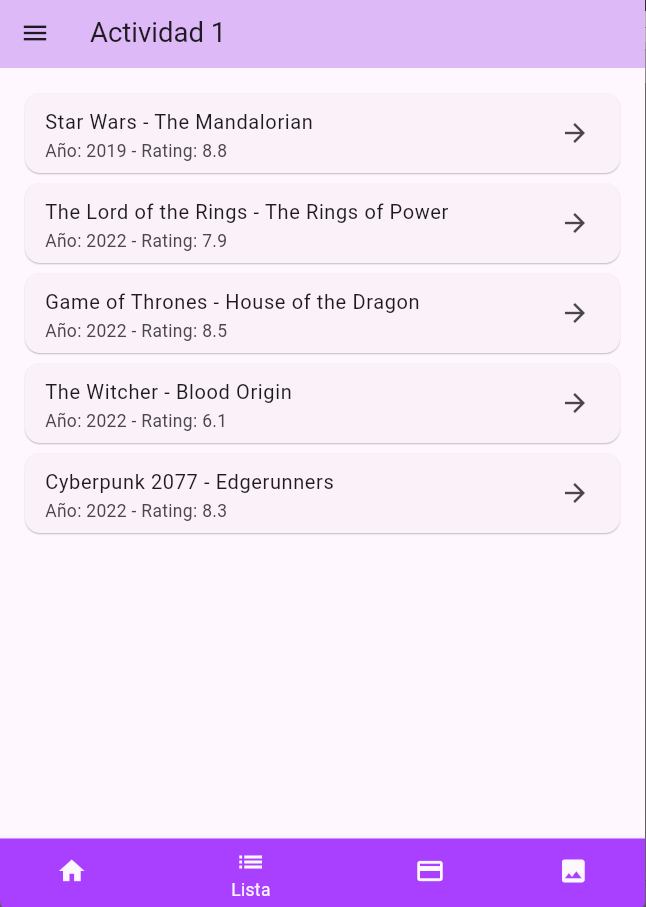 Actividad 1
Star Wars - The Mandalorian
Año: 2019 - Rating: 8.8
The Lord of the Rings - The Rings of Power
Año: 2022 - Rating: 7.9
Game of Thrones - House of the Dragon
Año: 2022 - Rating: 8.5
The Witcher - Blood Origin
Año: 2022 - Rating: 6.1
Cyberpunk 2077 - Edgerunners
Año: 2022 - Rating: 8.3
Lista